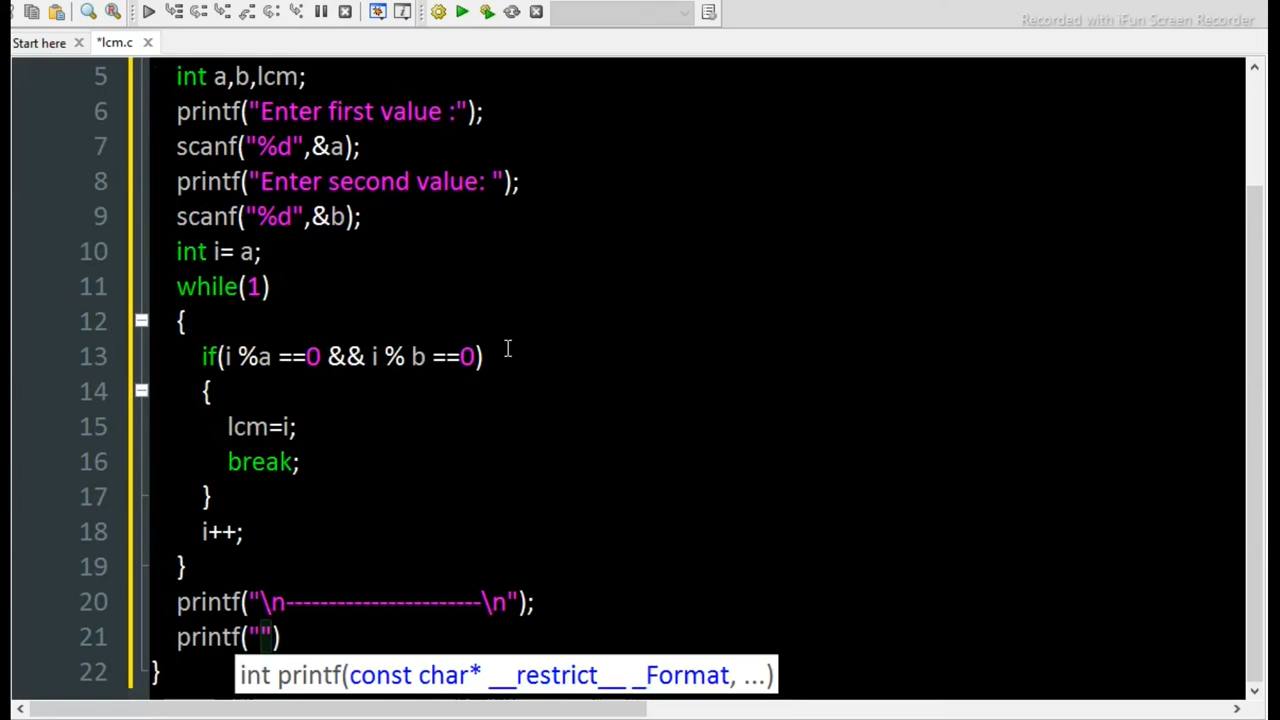 Recorded with iFun Screen Recorder
Start here
*lcm.c
5 int a,b,lcm;
6 printf("Enter first value :");
7 scanf("%d",&a);
8 printf("Enter second value: ");
9 scanf("%d",&b);
10 int i= a;
11 while(1)
12 {
13 if(i %a ==0 && i % b ==0)
14 {
15 lcm=i;
16 break;
17 }
18 i++;
19 }
20 printf("\n-----------------------\n");
21 printf("")
22 }
int printf(const char* __restrict__ _Format, ...)